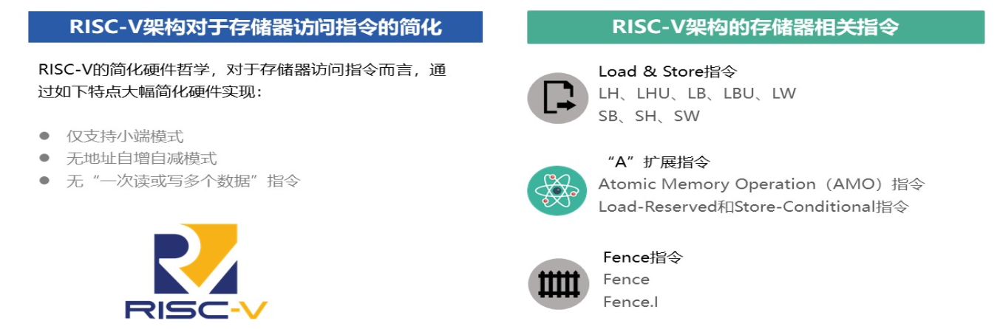 RISC-V架构对于存储器访问指令的简化
RISC-V的简化硬件哲学，对于存储器访问指令而言，通
过如下特点大幅简化硬件实现：
● 仅支持小端模式
● 无地址自增自减模式
● 无“一次读或写多个数据”指令
RISC-V
RISC-V架构的存储器相关指令
Load & Store指令
LH、LHU、LB、LBU、LW
SB、SH、SW
“A”扩展指令
Atomic Memory Operation（AMO）指令
Load-Reserved和Store-Conditional指令
Fence指令
Fence
Fence.I